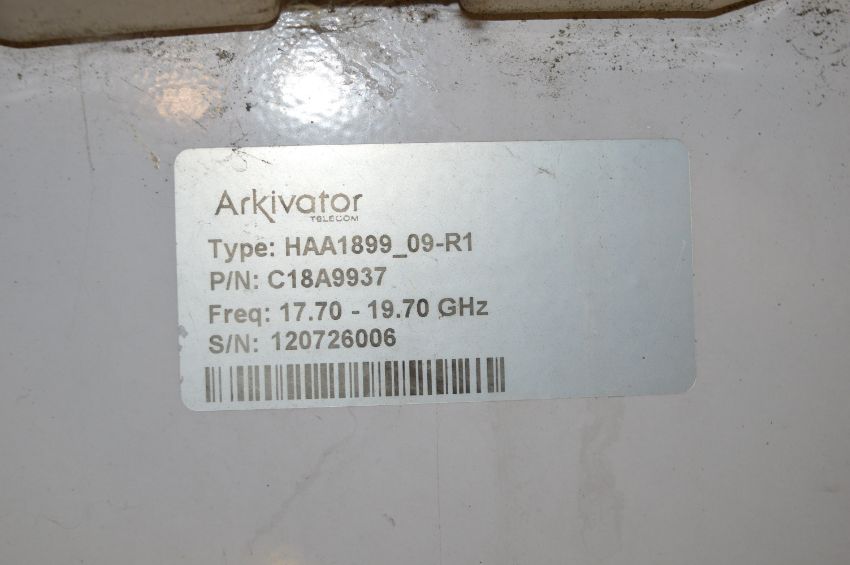 Arkivator
TELECOM
Type: HAA1899_09-R1
P/N: C18A9937
Freq: 17.70 - 19.70 GHz
S/N: 120726006